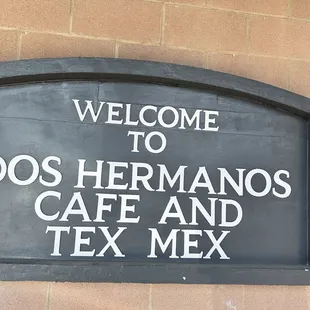 WELCOME
TO
DOS HERMANOS
CAFE AND
TEX MEX